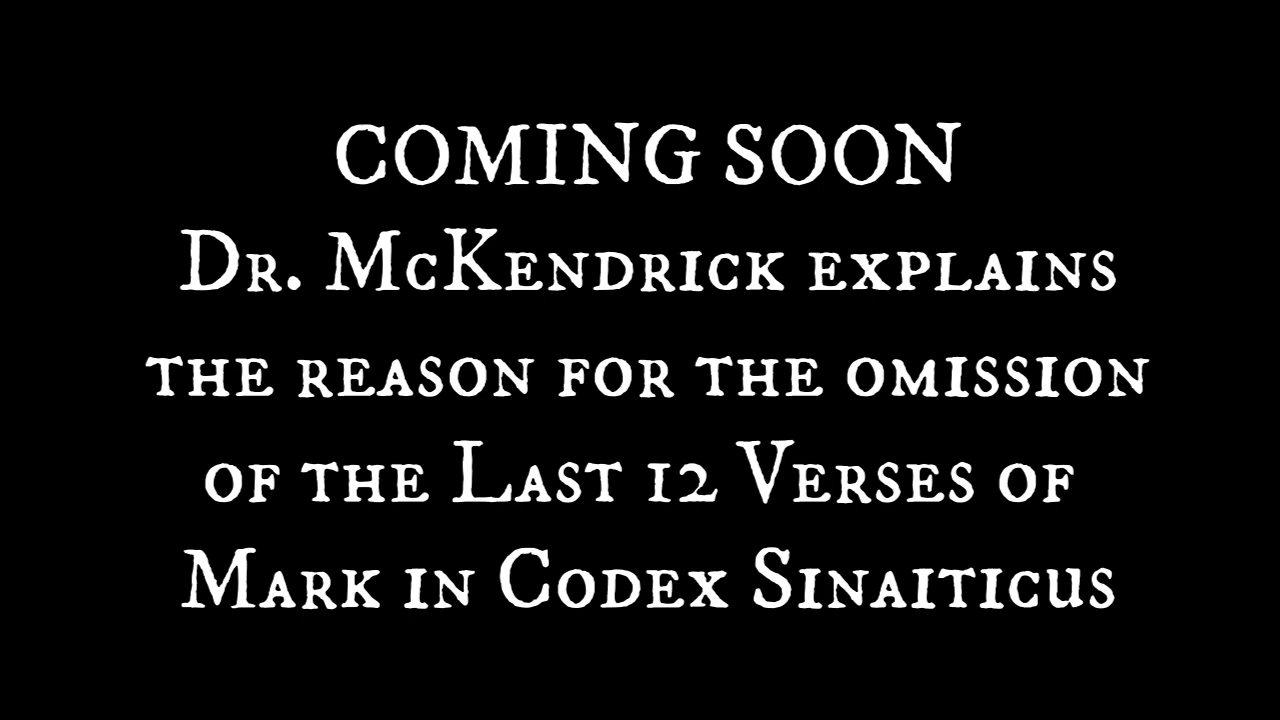 COMING SOON
Dr. McKendrick explains
the reason for the omission
of the Last 12 Verses of
Mark in Codex Sinaiticus